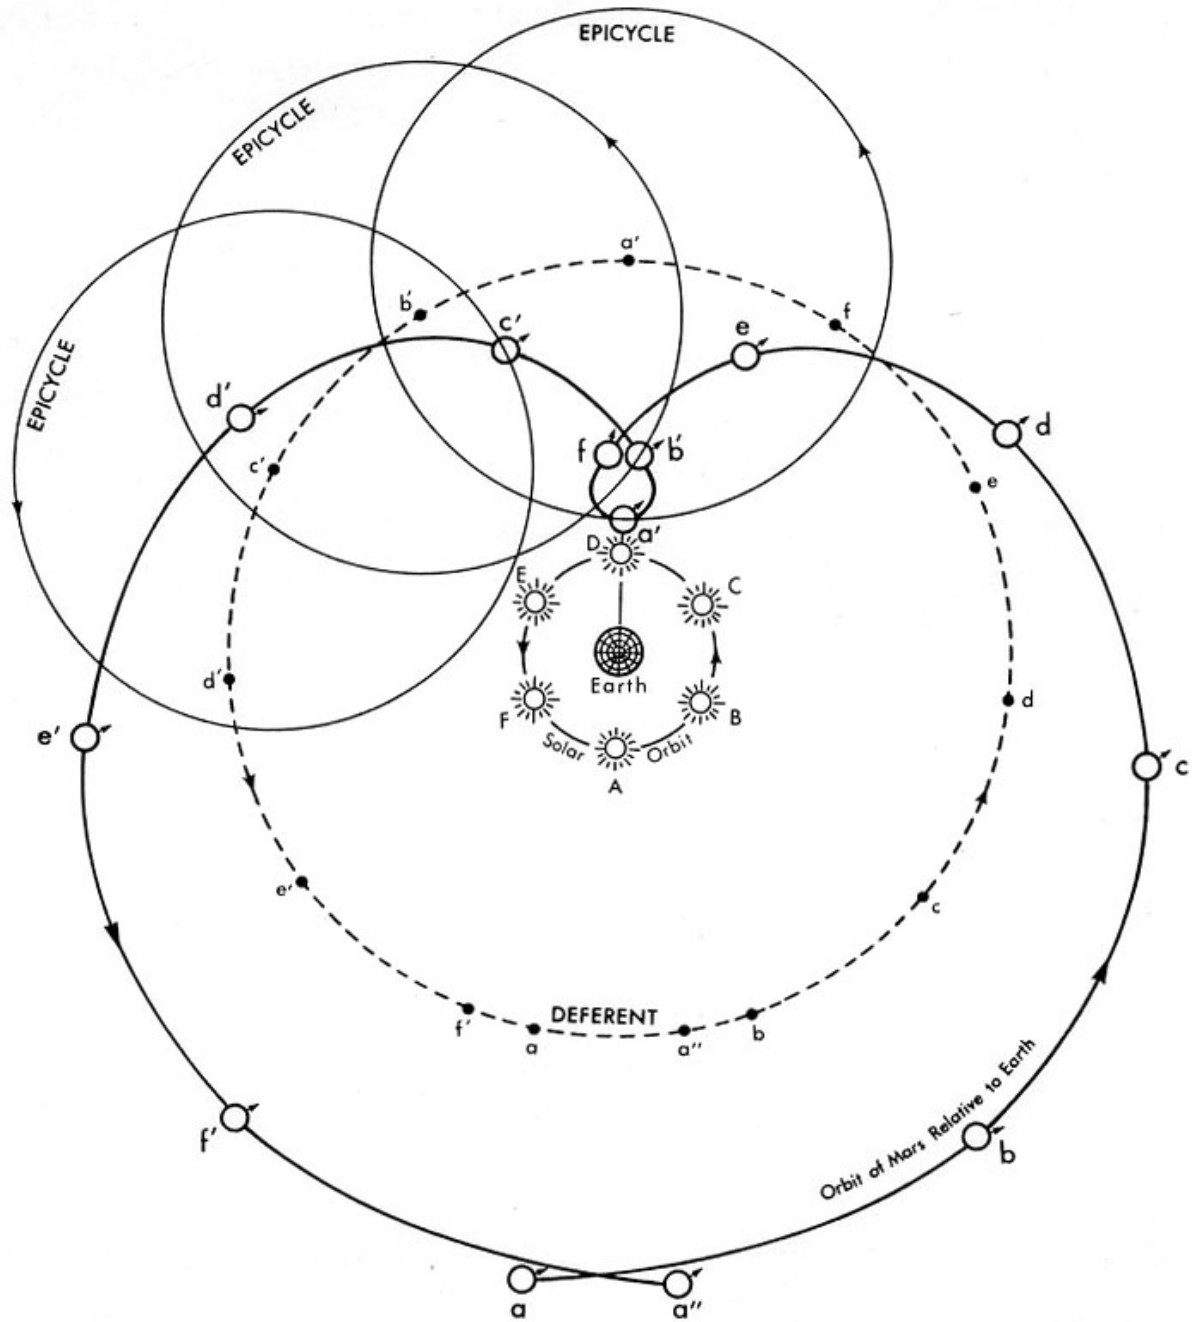 EPICYCLE
EPICYCLE
EPICYCLE
a'
b'
f
c'
e
d'
d
c'
e
f
b'
a'
D
E
C
Earth
d'
d
F
B
e'
Solar
Orbit
c
A
e'
c
f'
DEFERENT
a
a''
b
Orbit of Mars Relative to Earth
f'
b
a
a''